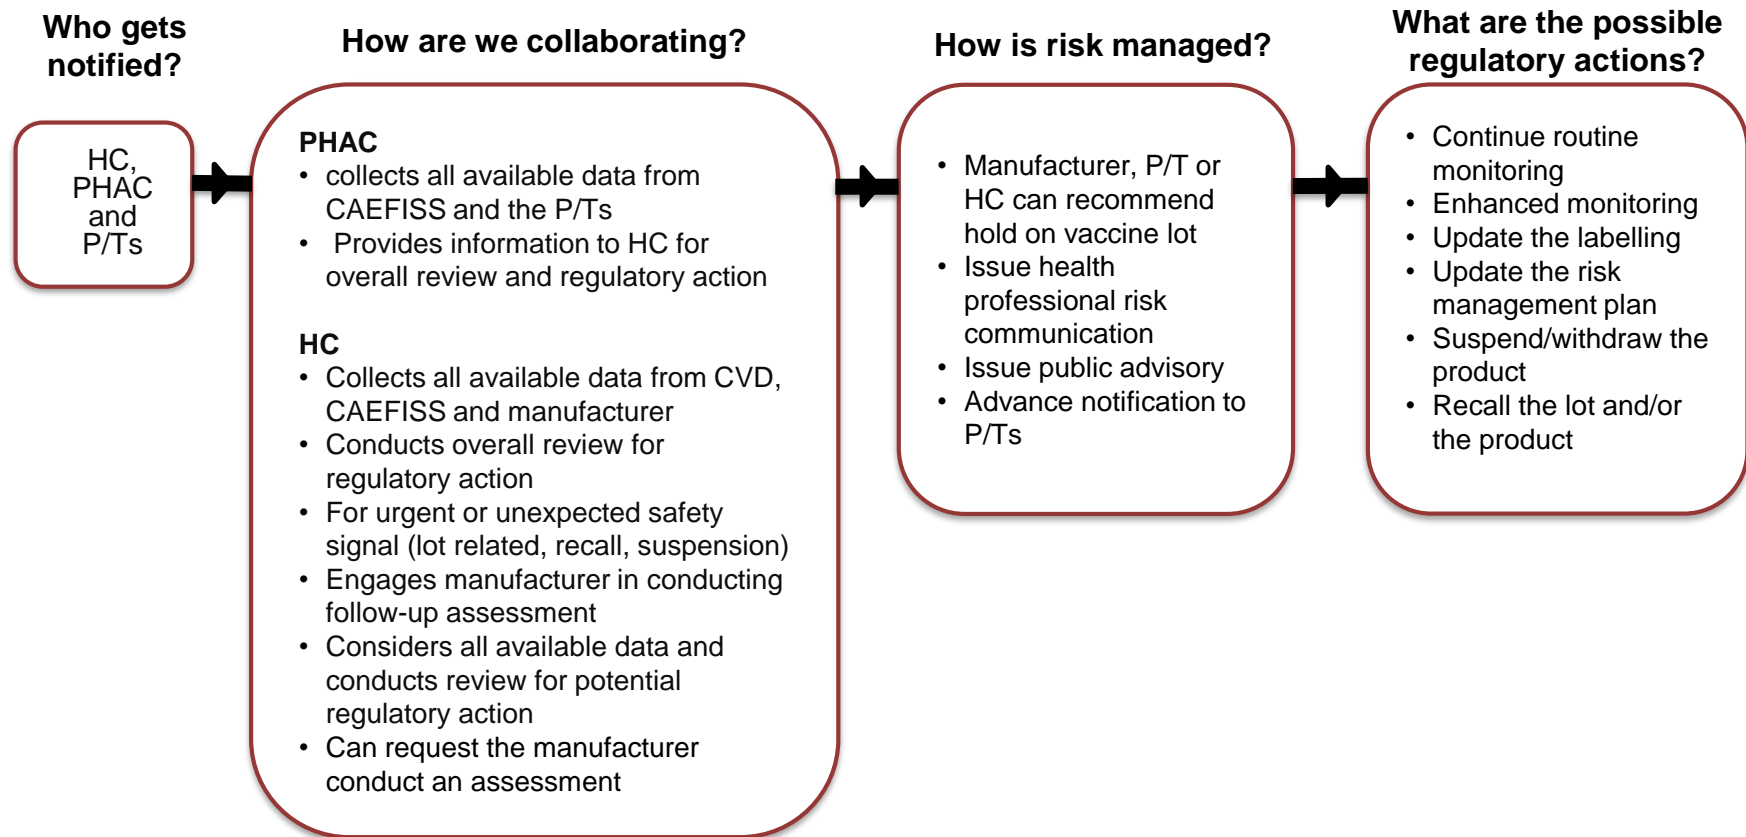 Who gets
notified?
HC,
PHAC
and
P/Ts
How are we collaborating?
PHAC
• collects all available data from
CAEFISS and the P/Ts
• Provides information to HC for
overall review and regulatory action
HC
• Collects all available data from CVD,
CAEFISS and manufacturer
• Conducts overall review for
regulatory action
• For urgent or unexpected safety
signal (lot related, recall, suspension)
• Engages manufacturer in conducting
follow-up assessment
• Considers all available data and
conducts review for potential
regulatory action
• Can request the manufacturer
conduct an assessment
How is risk managed?
• Manufacturer, P/T or
HC can recommend
hold on vaccine lot
• Issue health
professional risk
communication
• Issue public advisory
• Advance notification to
P/Ts
What are the possible
regulatory actions?
• Continue routine
monitoring
• Enhanced monitoring
• Update the labelling
• Update the risk
management plan
• Suspend/withdraw the
product
• Recall the lot and/or
the product